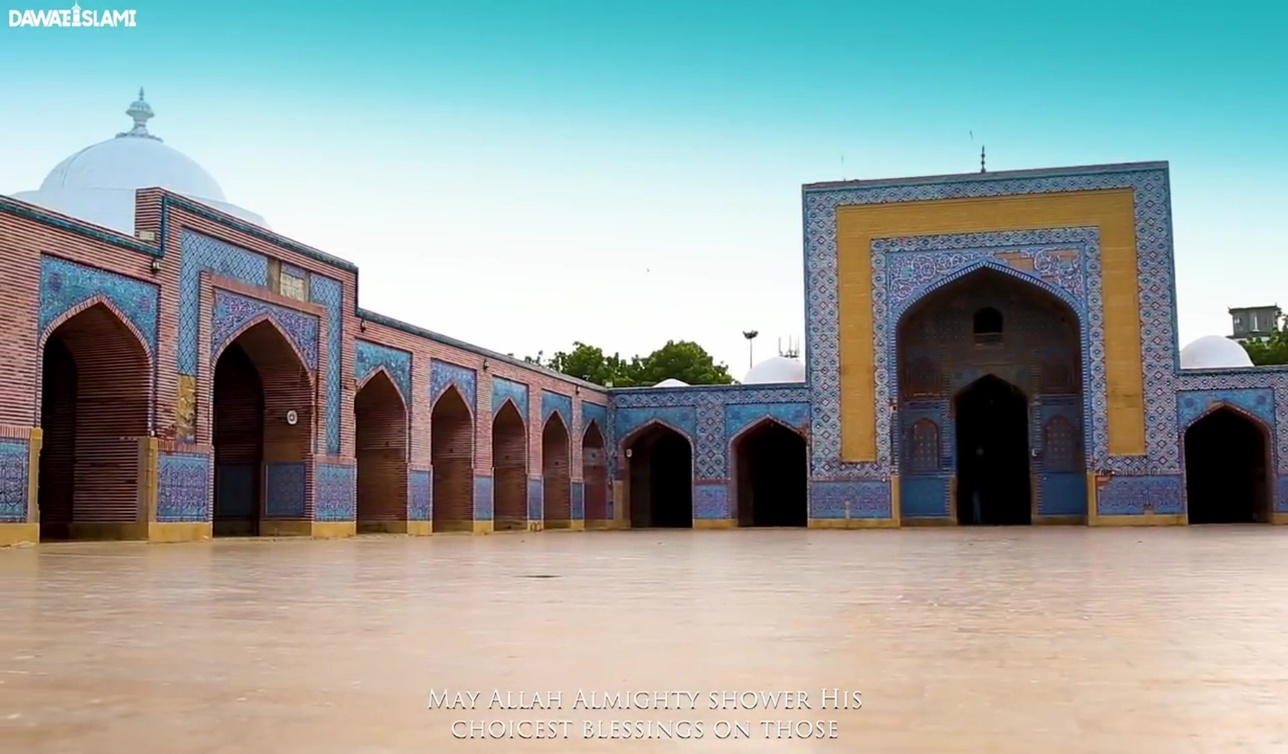 DAWATEISLAMI
MAY ALLAH ALMIGHTY SHOWER HIS
CHOICEST BLESSINGS ON THOSE